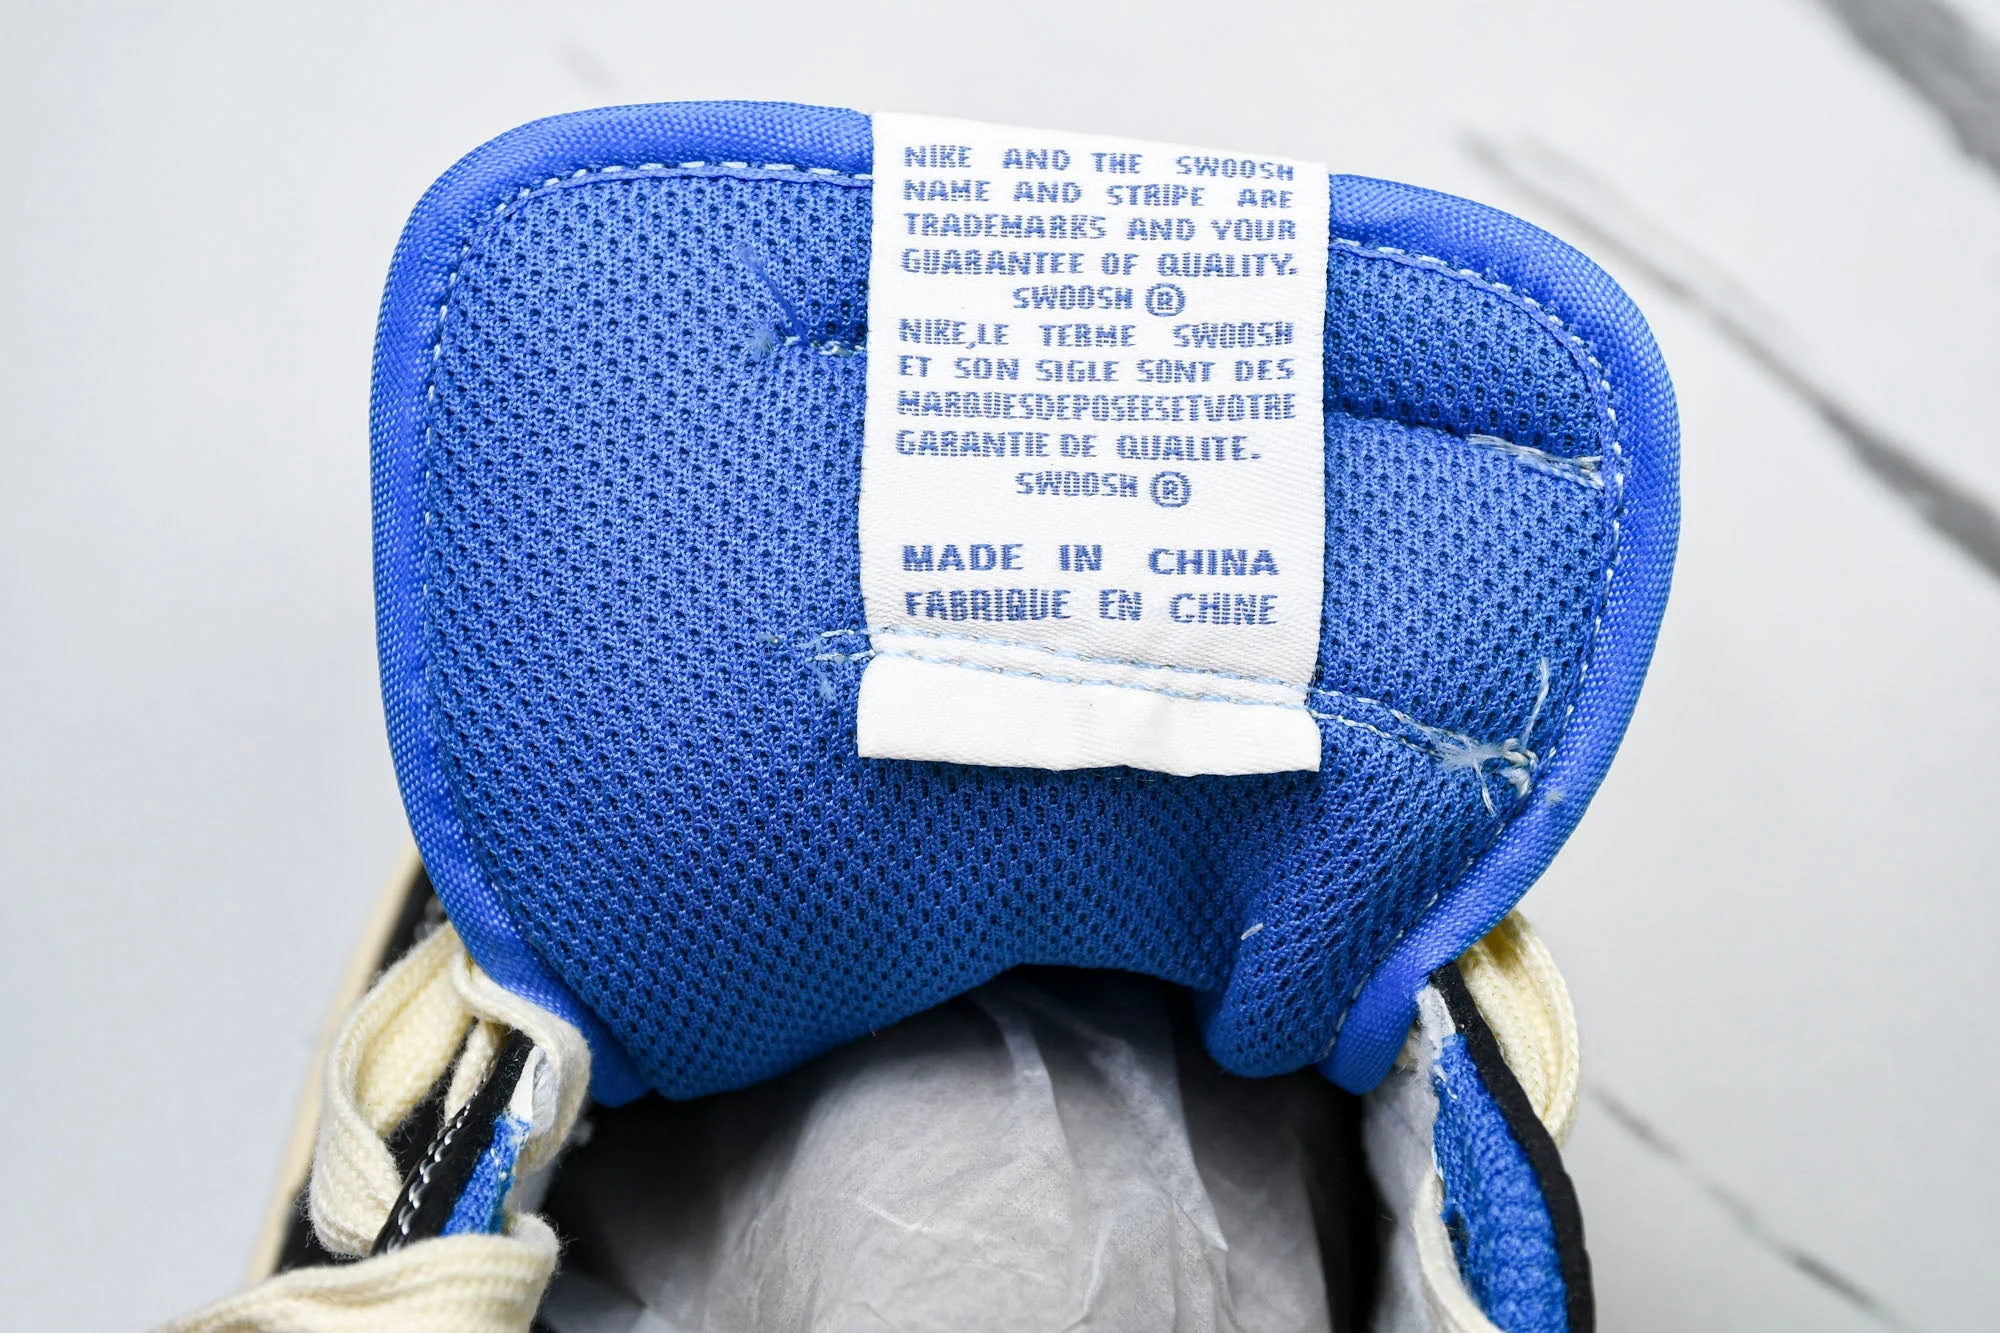 NIKE AND THE SWOOSH
NAME AND STRIPE ARE
TRADEMARKS AND YOUR
GUARANTEE OF QUALITY.
SWOOSH ®
NIKE,LE TERME SWOOSH
ET SON SIGLE SONT DES
MARQUESDEPOSEESETVOTRE
GARANTIE DE QUALITE.
SWOOSH ®
MADE IN CHINA
FABRIQUE EN CHINE